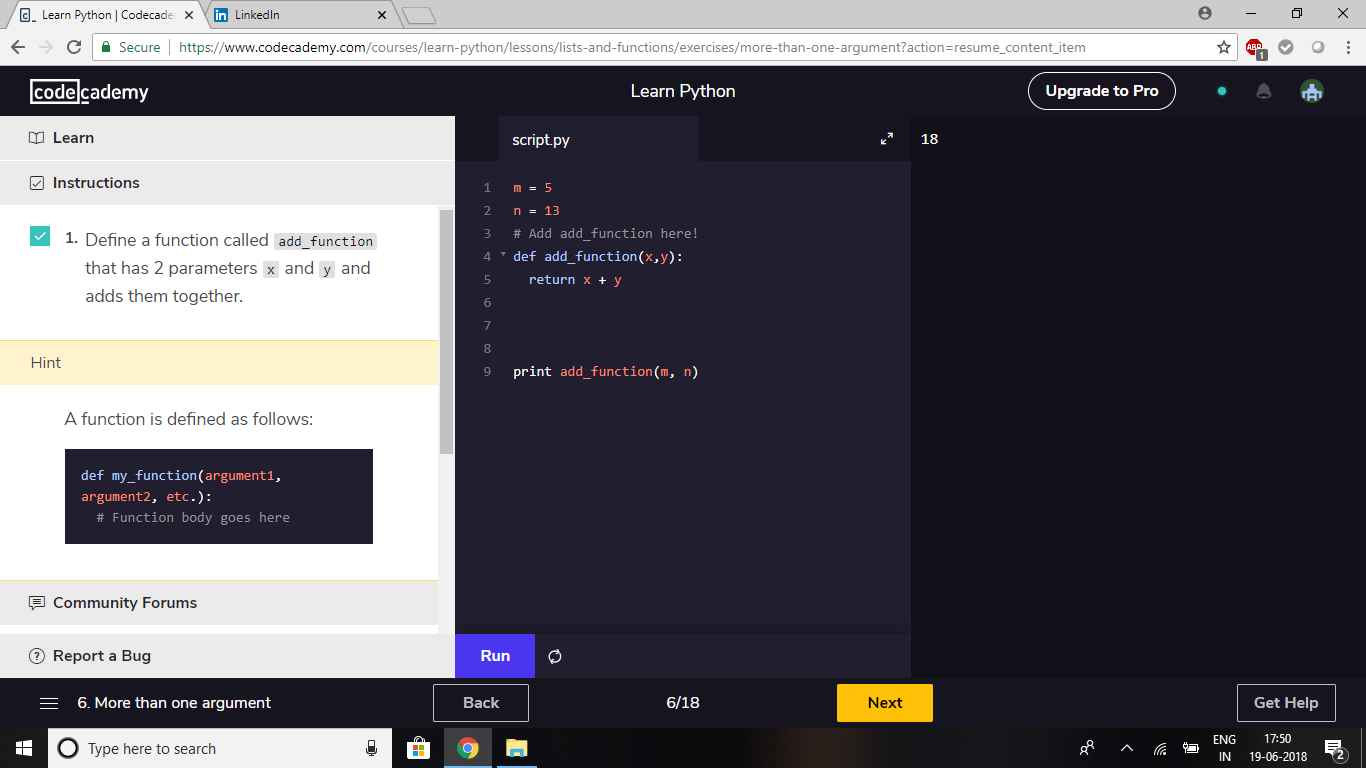 Learn Python | Codecade
LinkedIn
Secure
https://www.codecademy.com/courses/learn-python/lessons/lists-and-functions/exercises/more-than-one-argument?action=resume_content_item
ABP
1
codecademy
Learn Python
Upgrade to Pro
Learn
Instructions
1. Define a function called add_function
that has 2 parameters x and y and
adds them together.
Hint
A function is defined as follows:
def my_function(argument1,
argument2, etc.):
# Function body goes here
Community Forums
Report a Bug
script.py
1 m = 5
2 n = 13
3 # Add add_function here!
4 def add_function(x,y):
5 return x + y
6
7
8
9 print add_function(m, n)
18
Run
6. More than one argument
Back
6/18
Next
Get Help
Type here to search
ENG
IN
17:50
19-06-2018
2